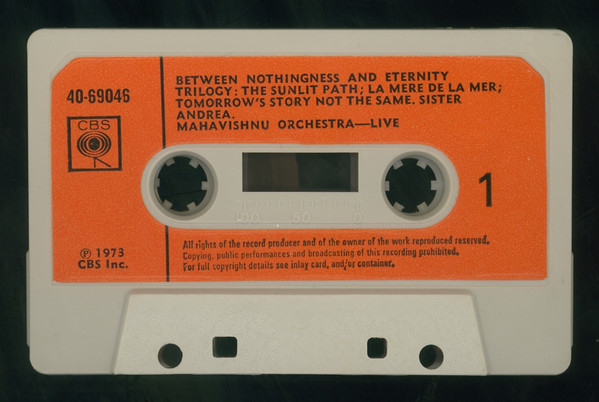 BETWEEN NOTHINGNESS AND ETERNITY
TRILOGY: THE SUNLIT PATH; LA MERE DE LA MER;
TOMORROW'S STORY NOT THE SAME. SISTER
ANDREA.
MAHAVISHNU ORCHESTRA—LIVE
40-69046
CBS
1
100 50 0
All rights of the record producer and of the owner of the work reproduced reserved.
Copying, public performances and broadcasting of this recording prohibited.
For full copyright details see inlay card, and/or container.
Ⓟ 1973
CBS Inc.